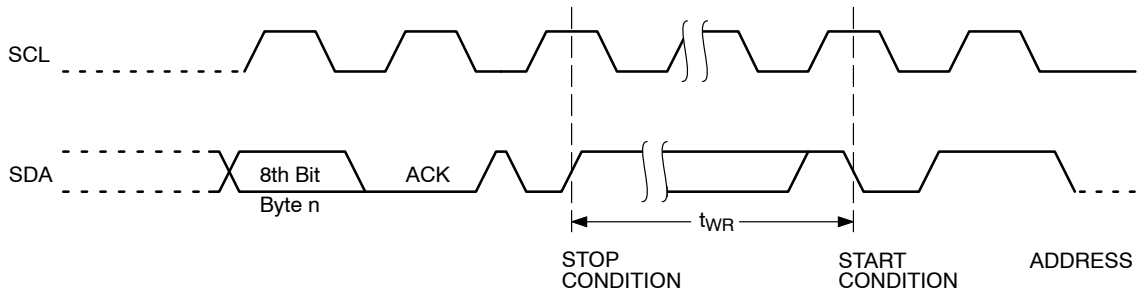 SCL
SDA
8th Bit
Byte n
ACK
tWR
STOP
CONDITION
START
CONDITION
ADDRESS